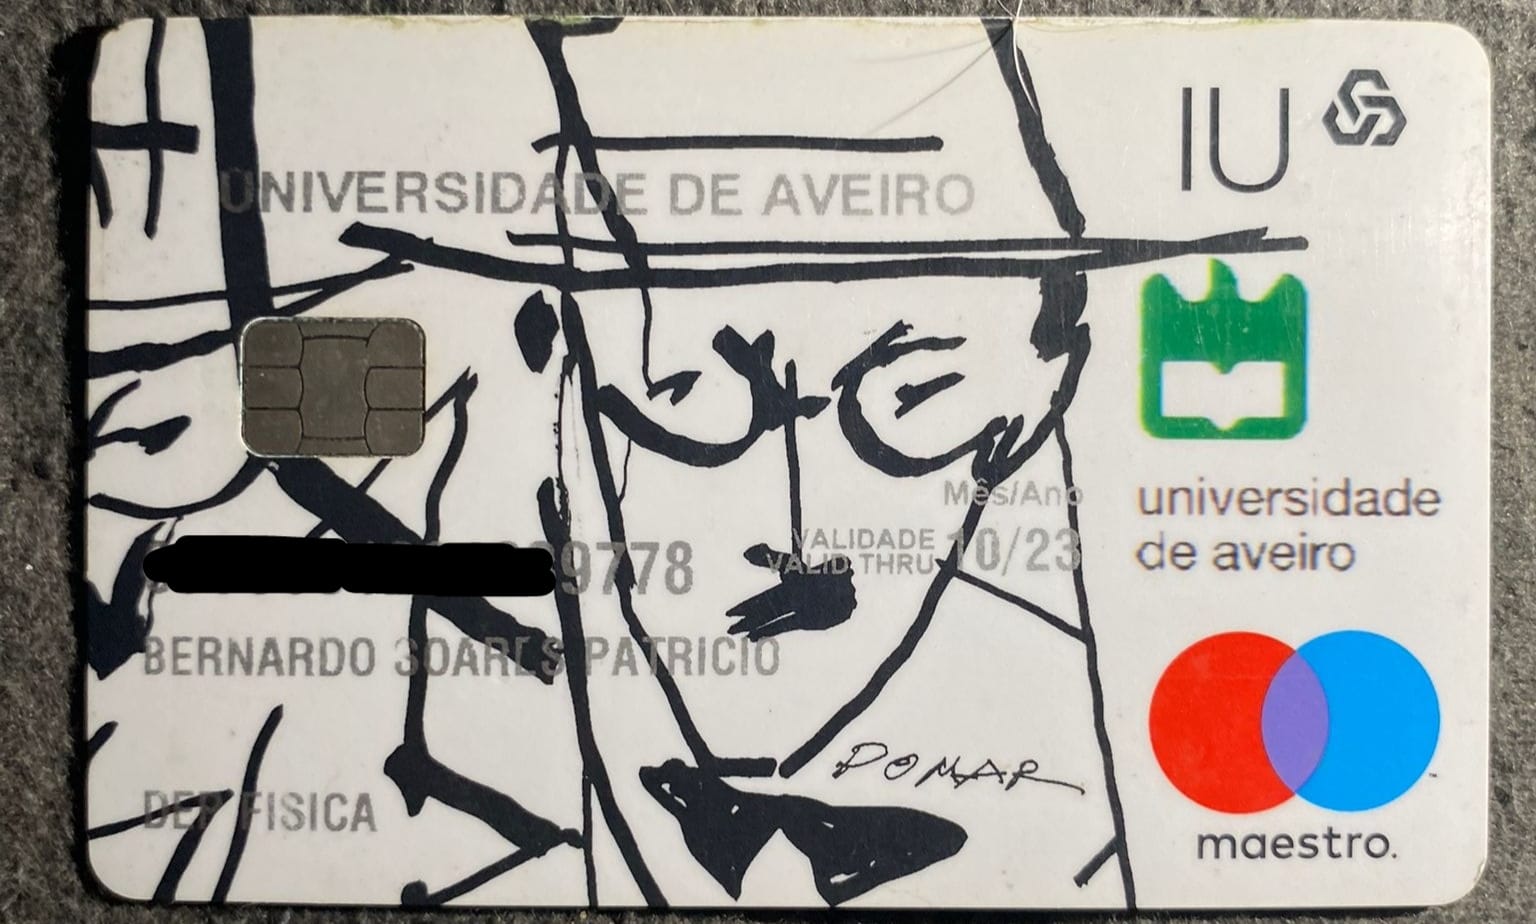 IU
UNIVERSIDADE DE AVEIRO
universidade
de aveiro
Mês/Ano
VALIDADE
VALID THRU 10/23
9778
BERNARDO SOARES PATRICIO
POMAR
DEP FISICA
maestro.